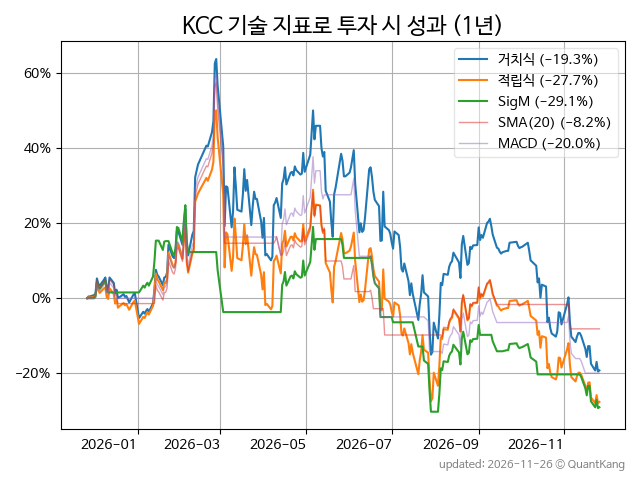 KCC 기술 지표로 투자 시 성과 (1년)
거치식 (-19.3%)
적립식 (-27.7%)
SigM (-29.1%)
SMA(20) (-8.2%)
MACD (-20.0%)
60%
40%
20%
0%
-20%
2026-01 2026-03 2026-05 2026-07 2026-09 2026-11
updated: 2026-11-26 © QuantKang